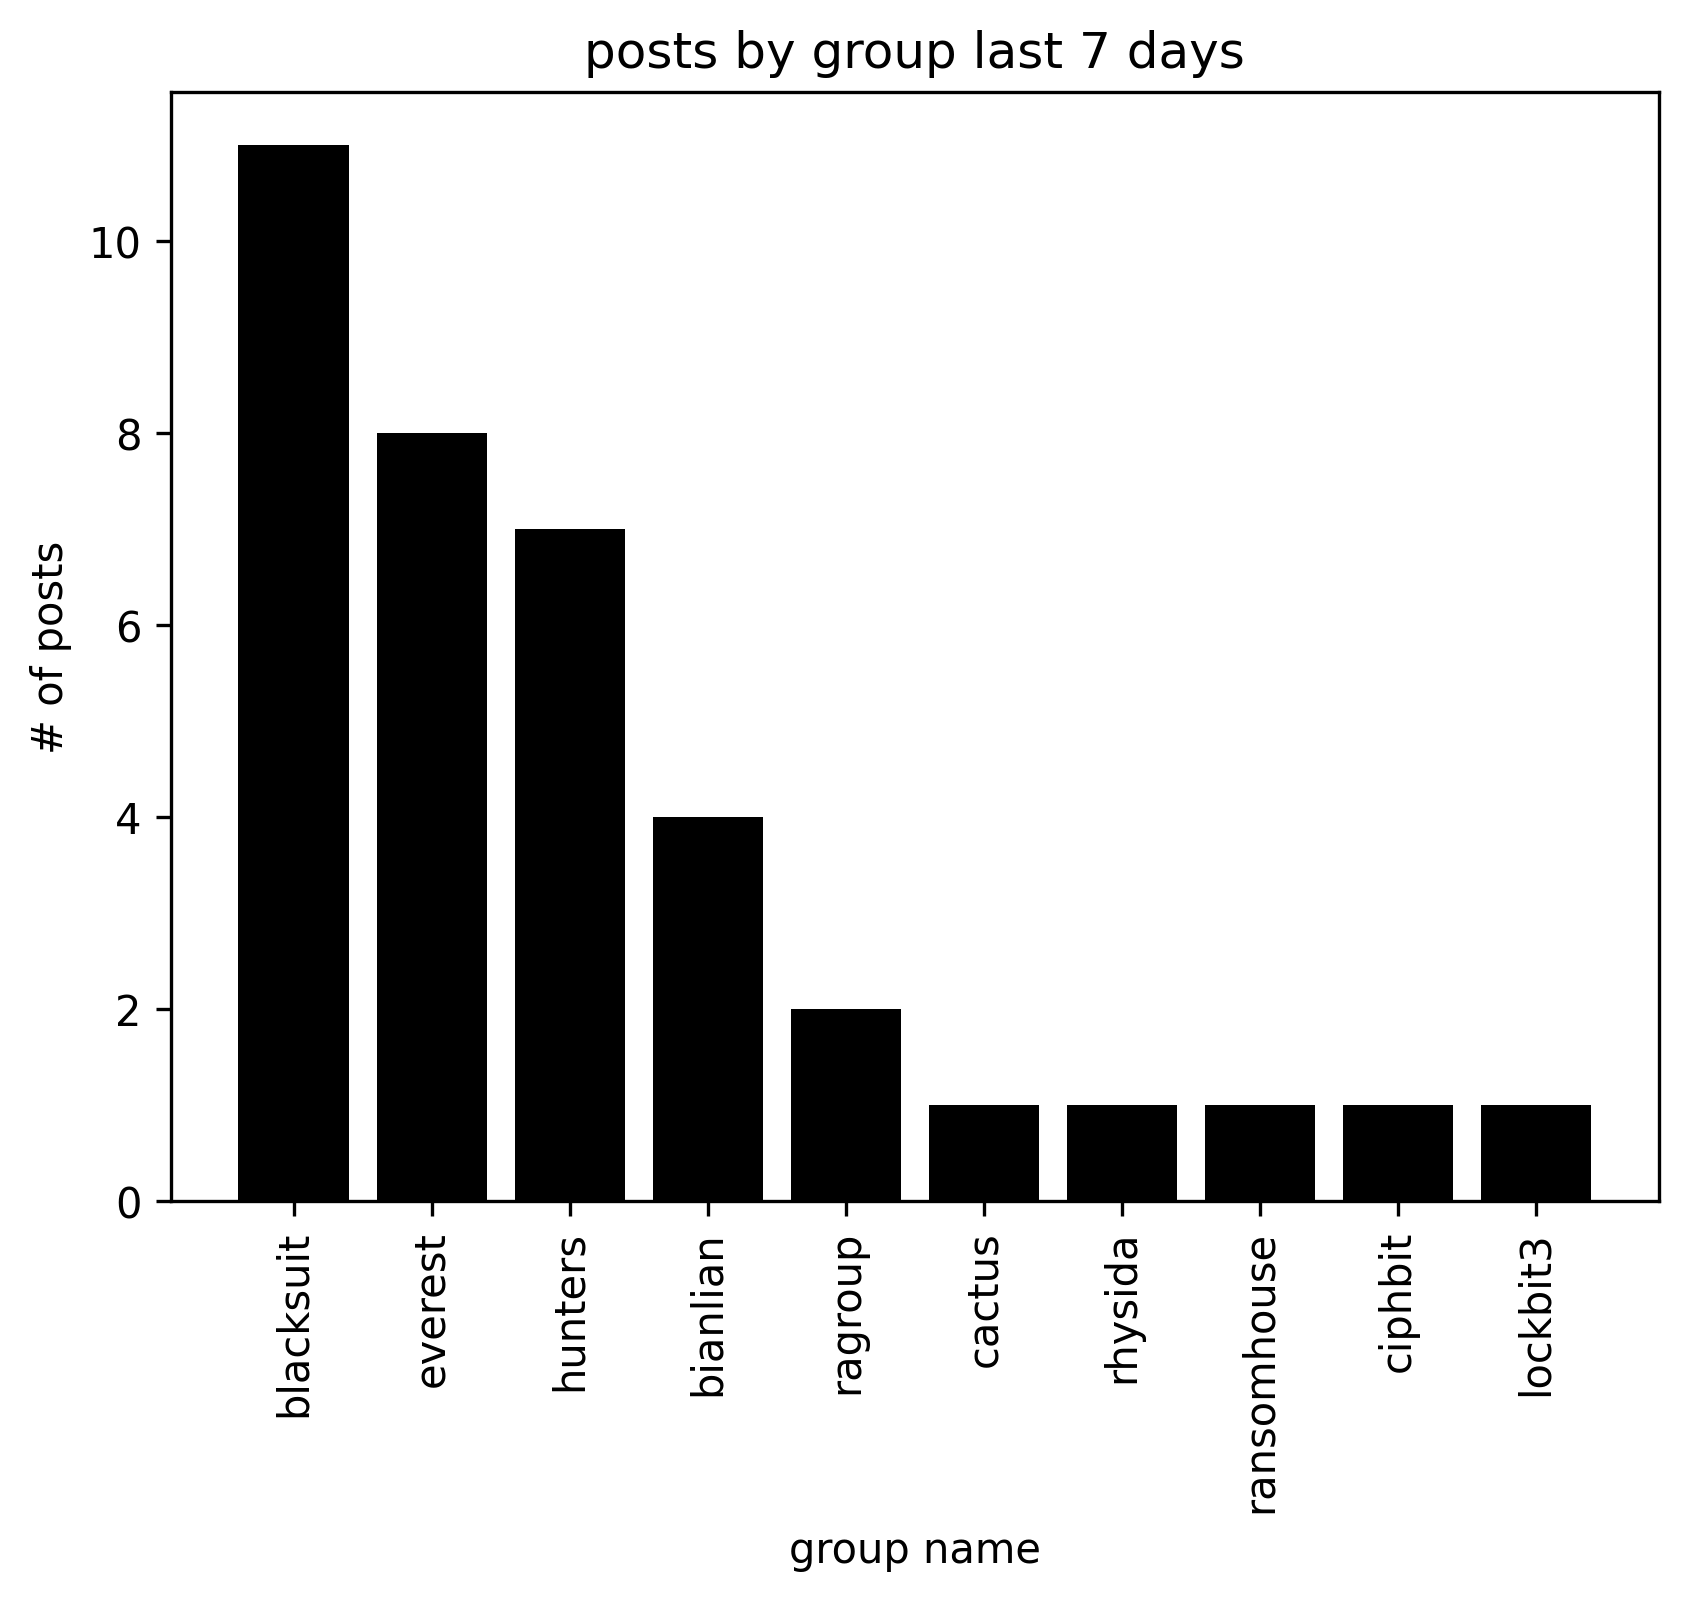 posts by group last 7 days
# of posts
10
8
6
4
2
0
blacksuit
everest
hunters
bianlian
ragroup
cactus
rhysida
ransomhouse
ciphbit
lockbit3
group name